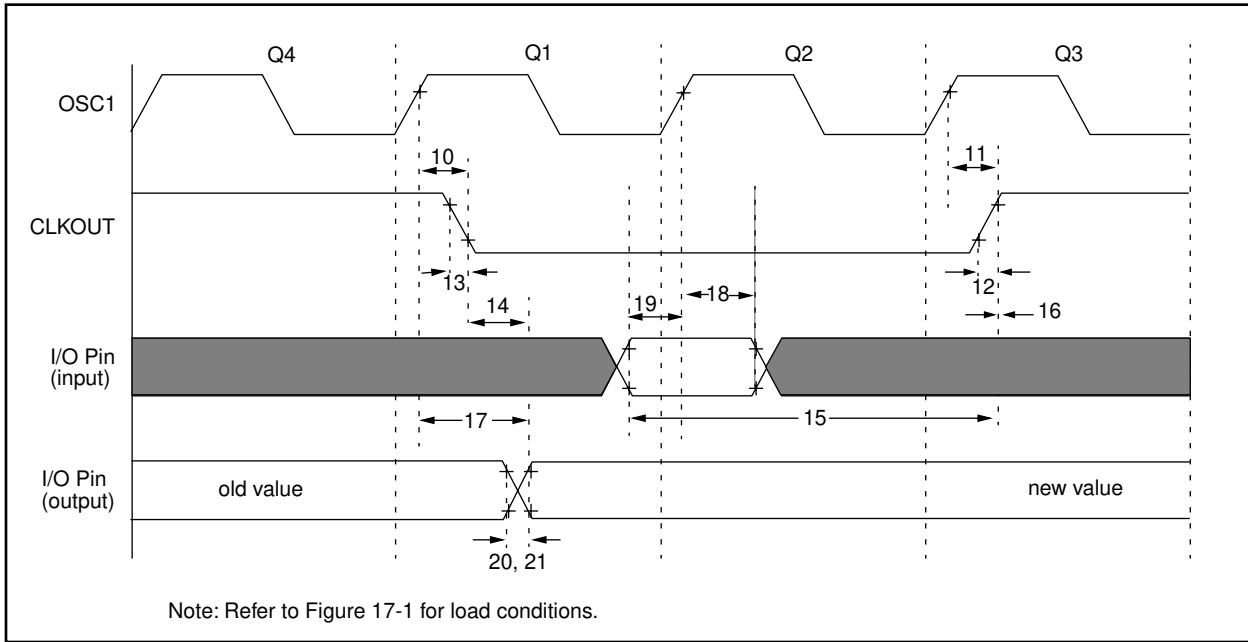 Q4
Q1
Q2
Q3
OSC1
10
11
CLKOUT
13
12
14
19
18
16
I/O Pin
(input)
17
15
I/O Pin
(output)
old value
new value
20, 21
Note: Refer to Figure 17-1 for load conditions.